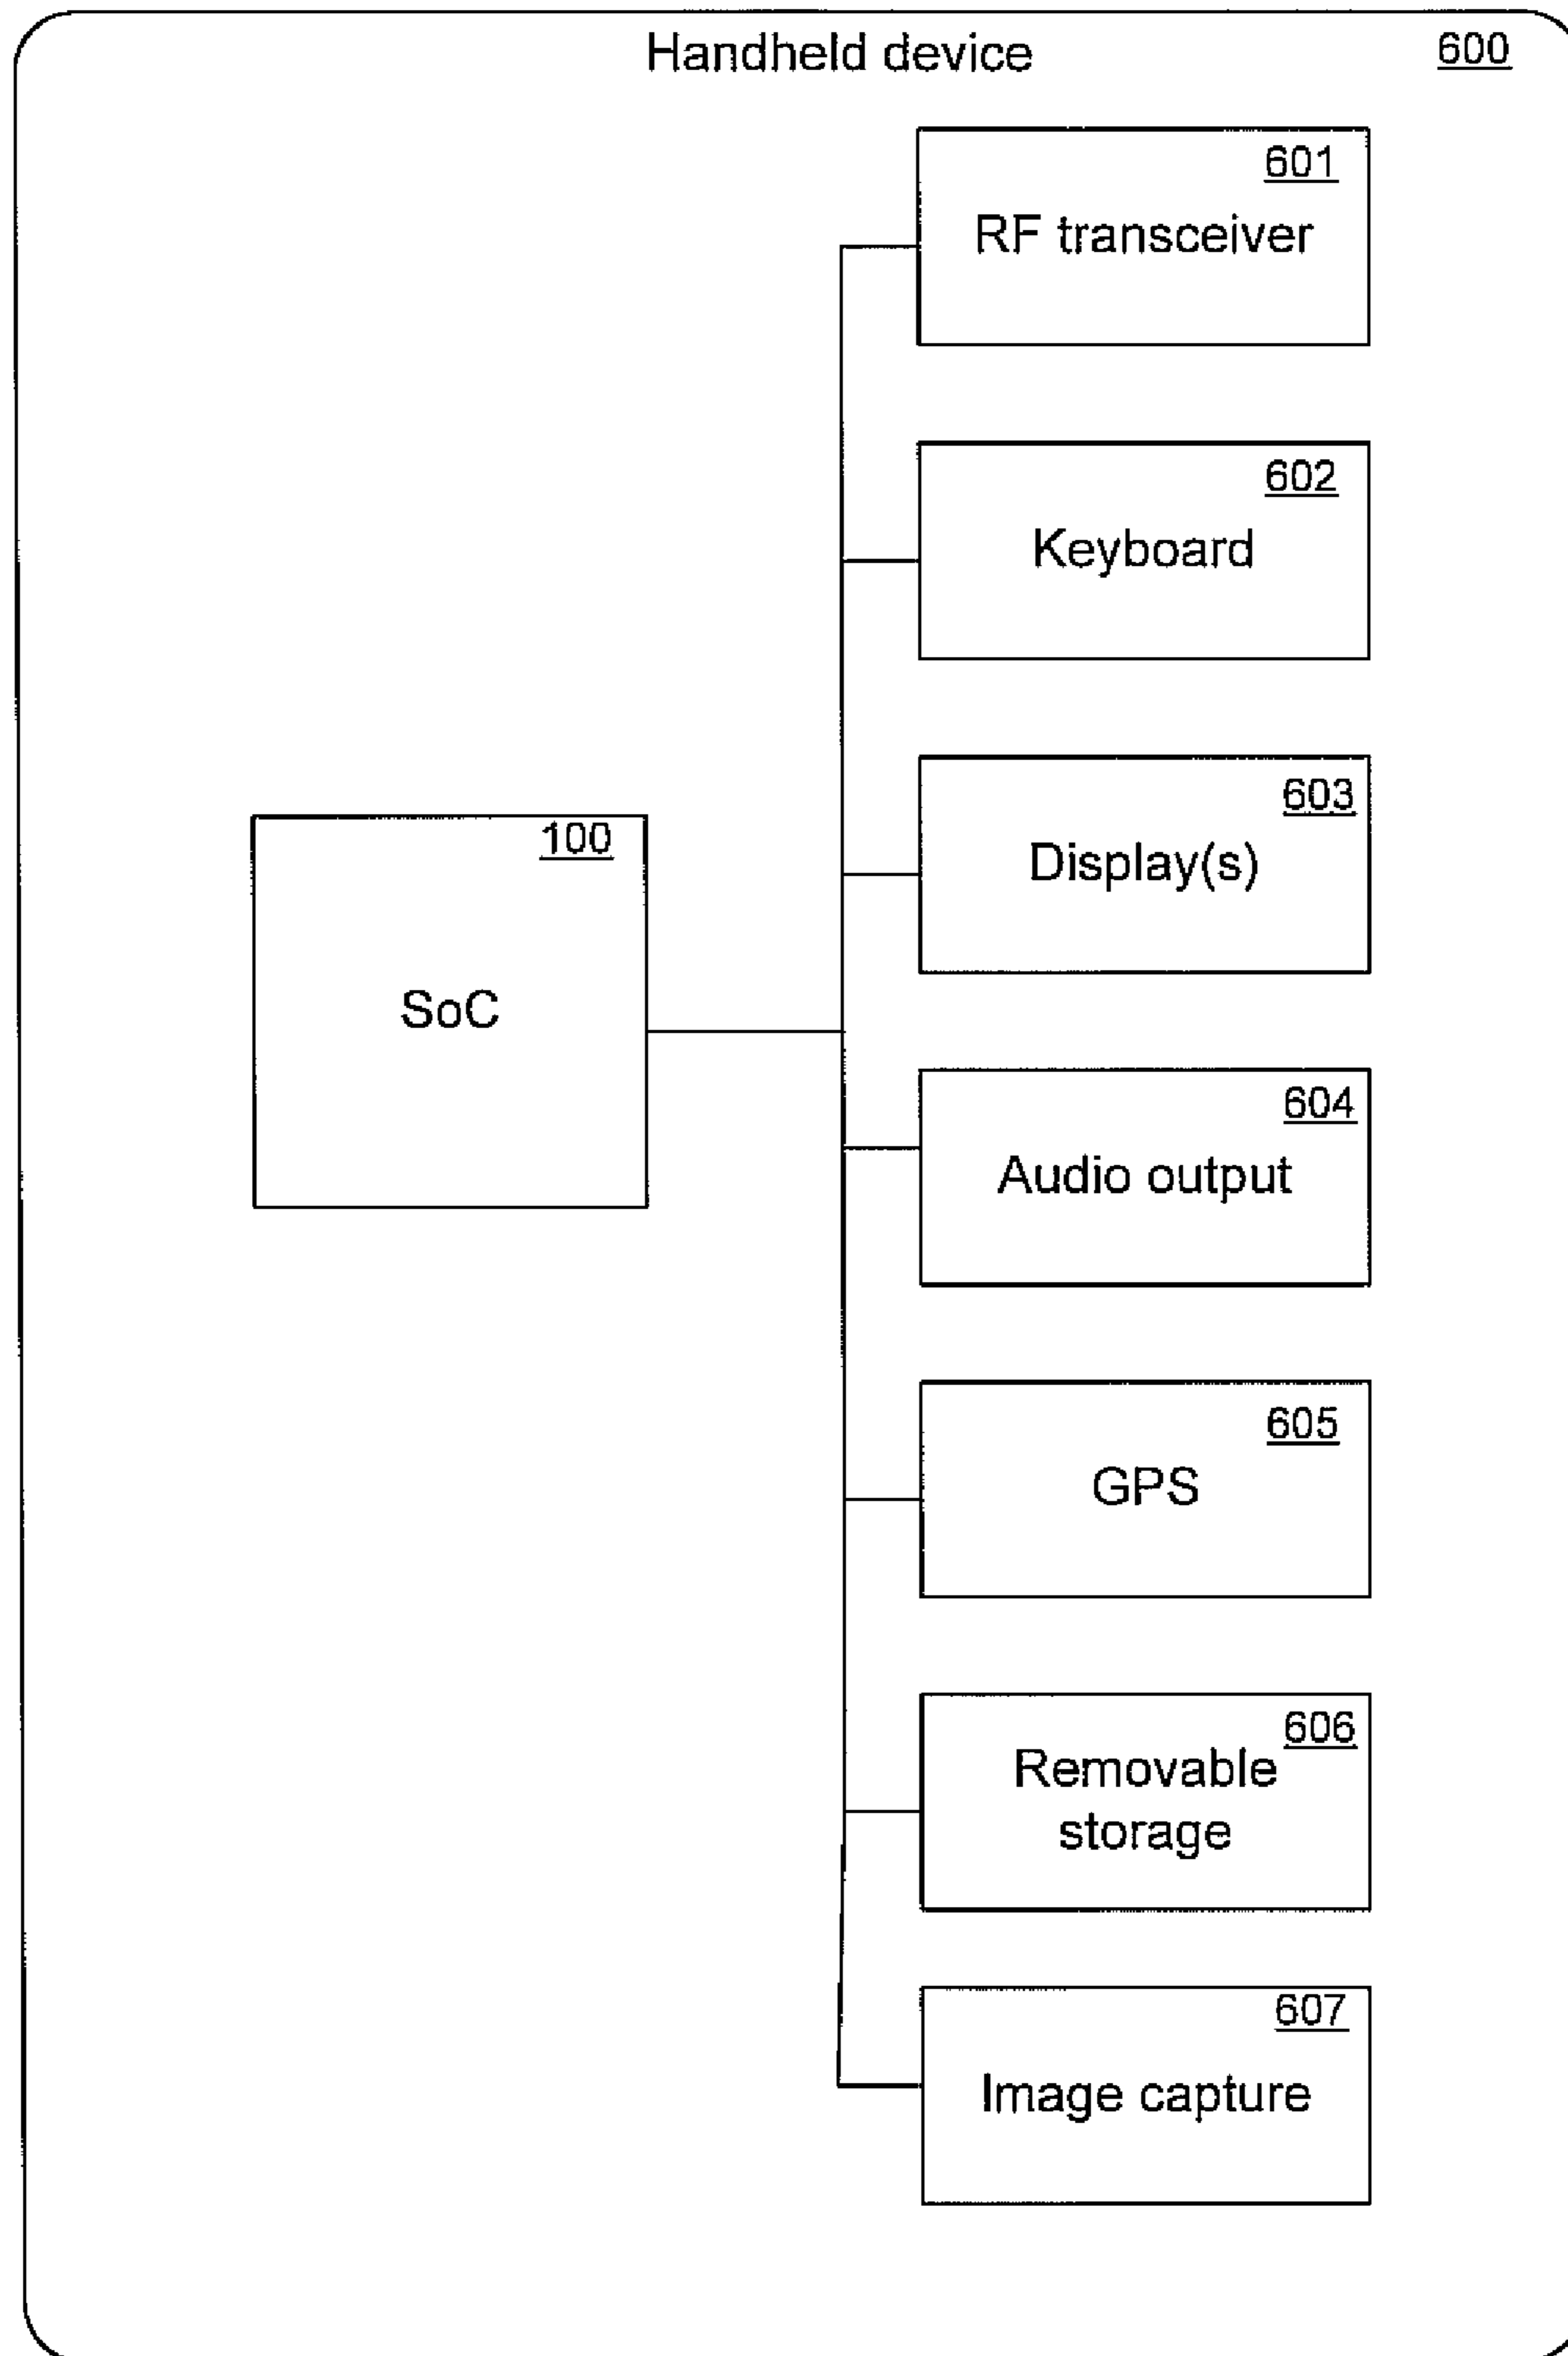 Handheld device
600
601
RF transceiver
602
Keyboard
603
Display(s)
100
SoC
604
Audio output
605
GPS
606
Removable
storage
607
Image capture